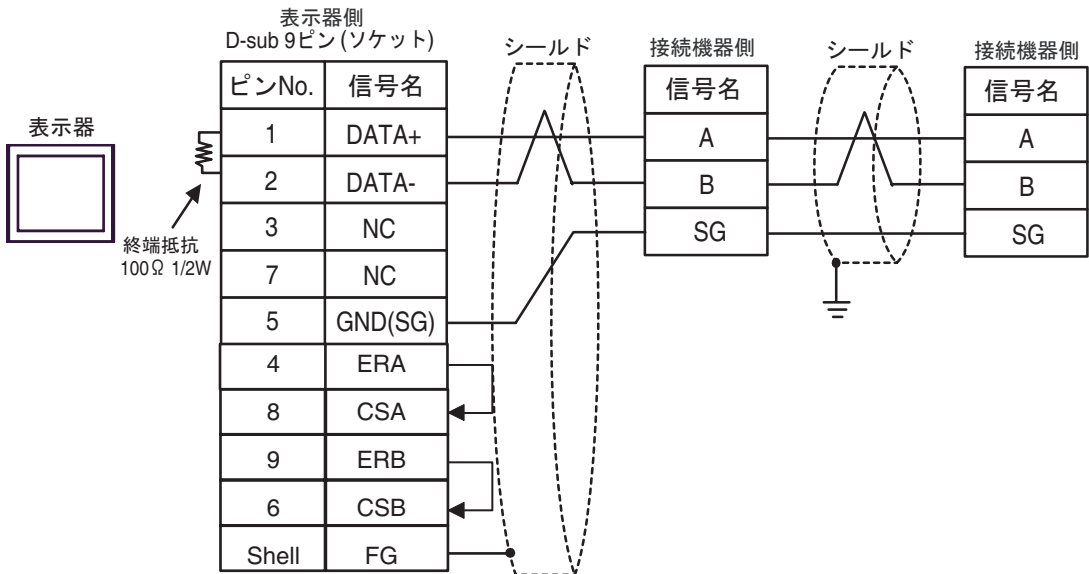 表示器側
D-sub 9ピン (ソケット)
シールド
接続機器側
シールド
接続機器側
ピンNo. 信号名
信号名
信号名
表示器
1 DATA+
A
A
2 DATA-
B
B
3 NC
SG
SG
終端抵抗
100Ω 1/2W
7 NC
5 GND(SG)
4 ERA
8 CSA
9 ERB
6 CSB
Shell FG